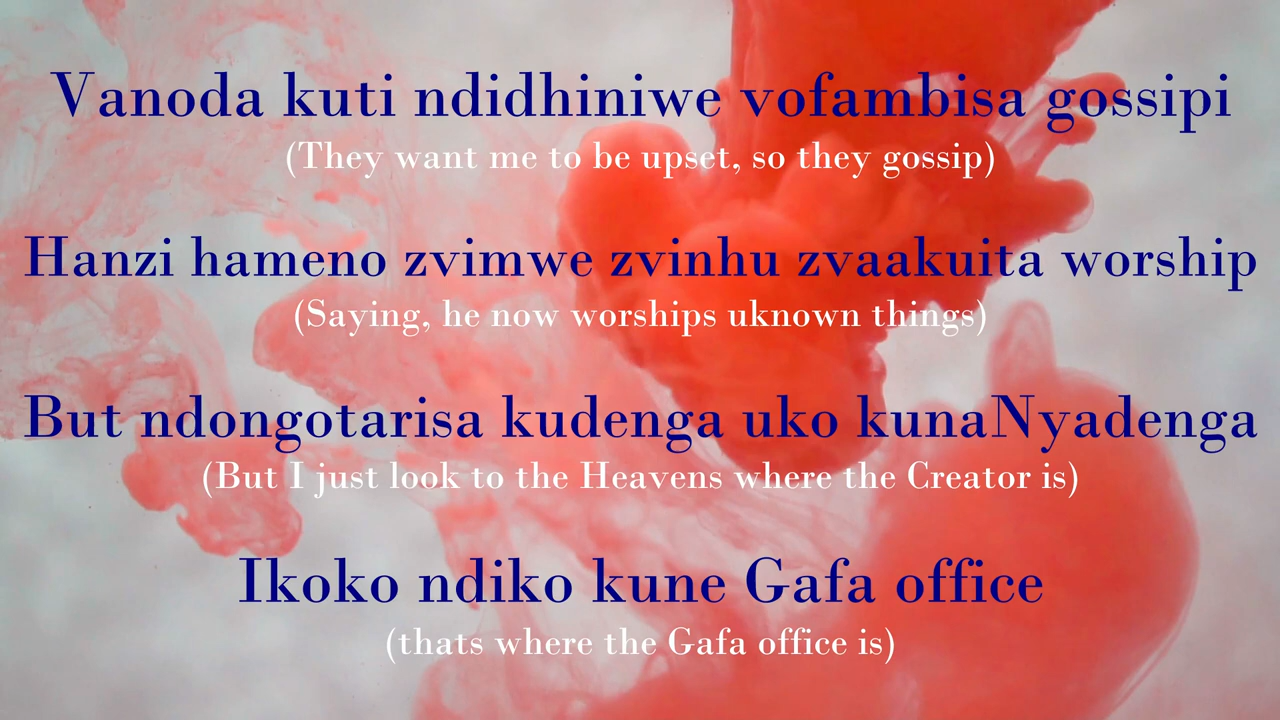 Vanoda kuti ndidhiniwe vofambisa gossipi
(They want me to be upset, so they gossip)
Hanzi hameno zvimwe zvinhu zvaakuita worship
(Saying, he now worships uknown things)
But ndongotarisa kudenga uko kunaNyadenga
(But I just look to the Heavens where the Creator is)
Ikoko ndiko kune Gafa office
(thats where the Gafa office is)